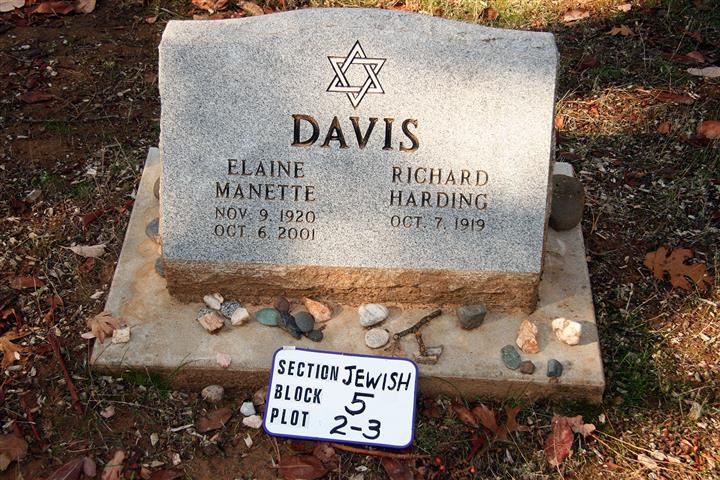 DAVIS
ELAINE
MANETTE
NOV. 9. 1920
OCT. 6. 2001
RICHARD
HARDING
OCT. 7. 1919
SECTION JEWISH
BLOCK 5
PLOT 2-3